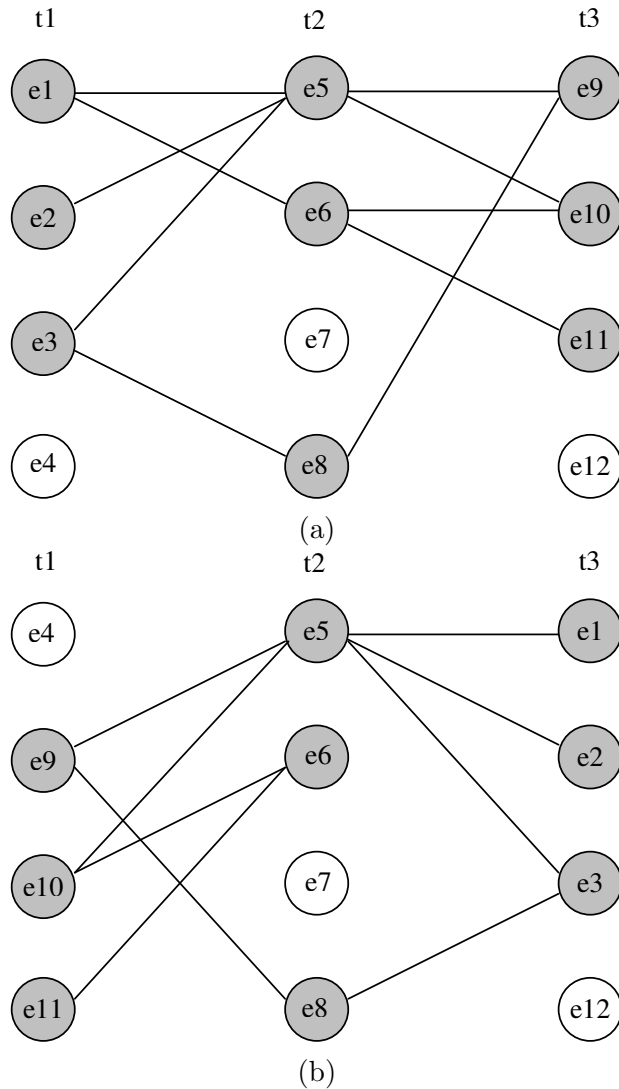 t1 t2 t3
e1 e5 e9
e2 e6 e10
e3 e7 e11
e4 e8 e12
(a)
t1 t2 t3
e4 e5 e1
e9 e6 e2
e10 e7 e3
e11 e8 e12
(b)